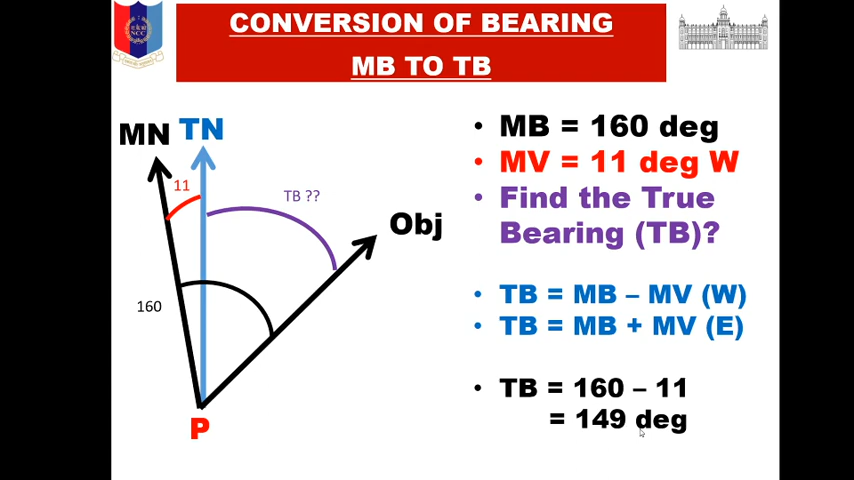 CONVERSION OF BEARING
MB TO TB
NCC
MN TN
11
TB ??
Obj
160
P
• MB = 160 deg
• MV = 11 deg W
• Find the True
Bearing (TB)?
• TB = MB – MV (W)
• TB = MB + MV (E)
• TB = 160 – 11
= 149 deg